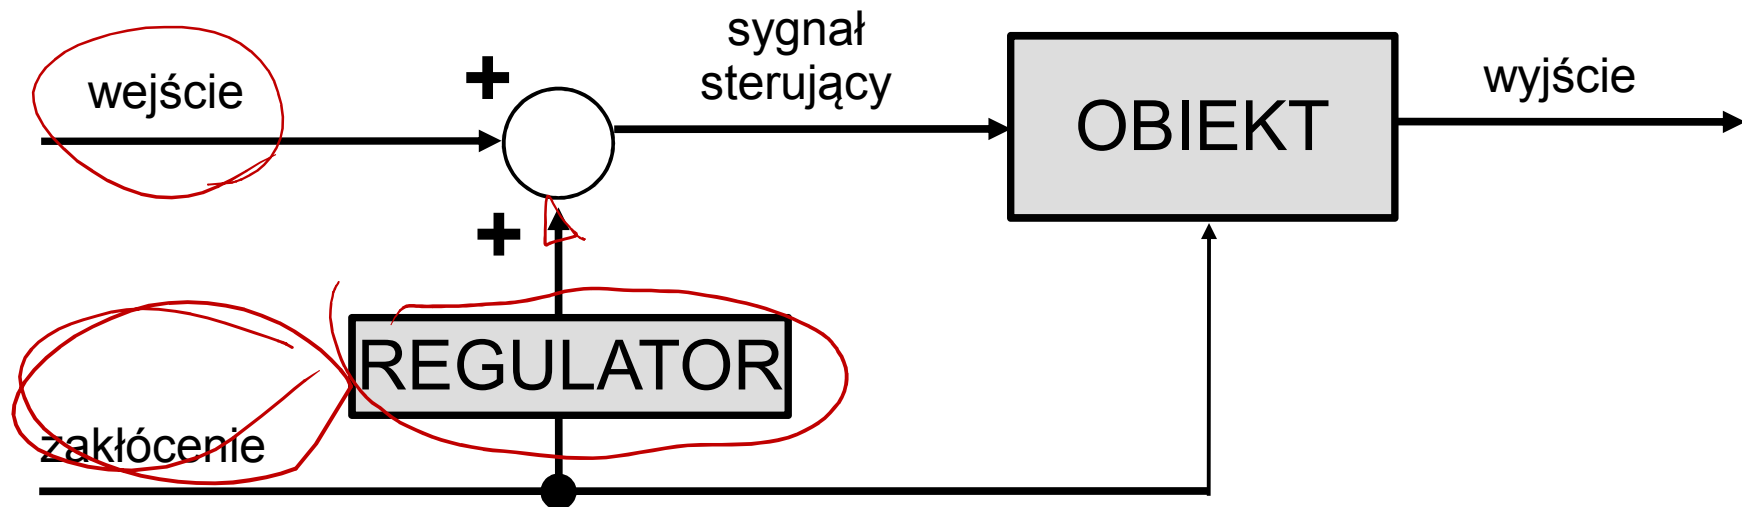 sygnał
sterujący
wejście
+
OBIEKT
wyjście
+
REGULATOR
zakłócenie